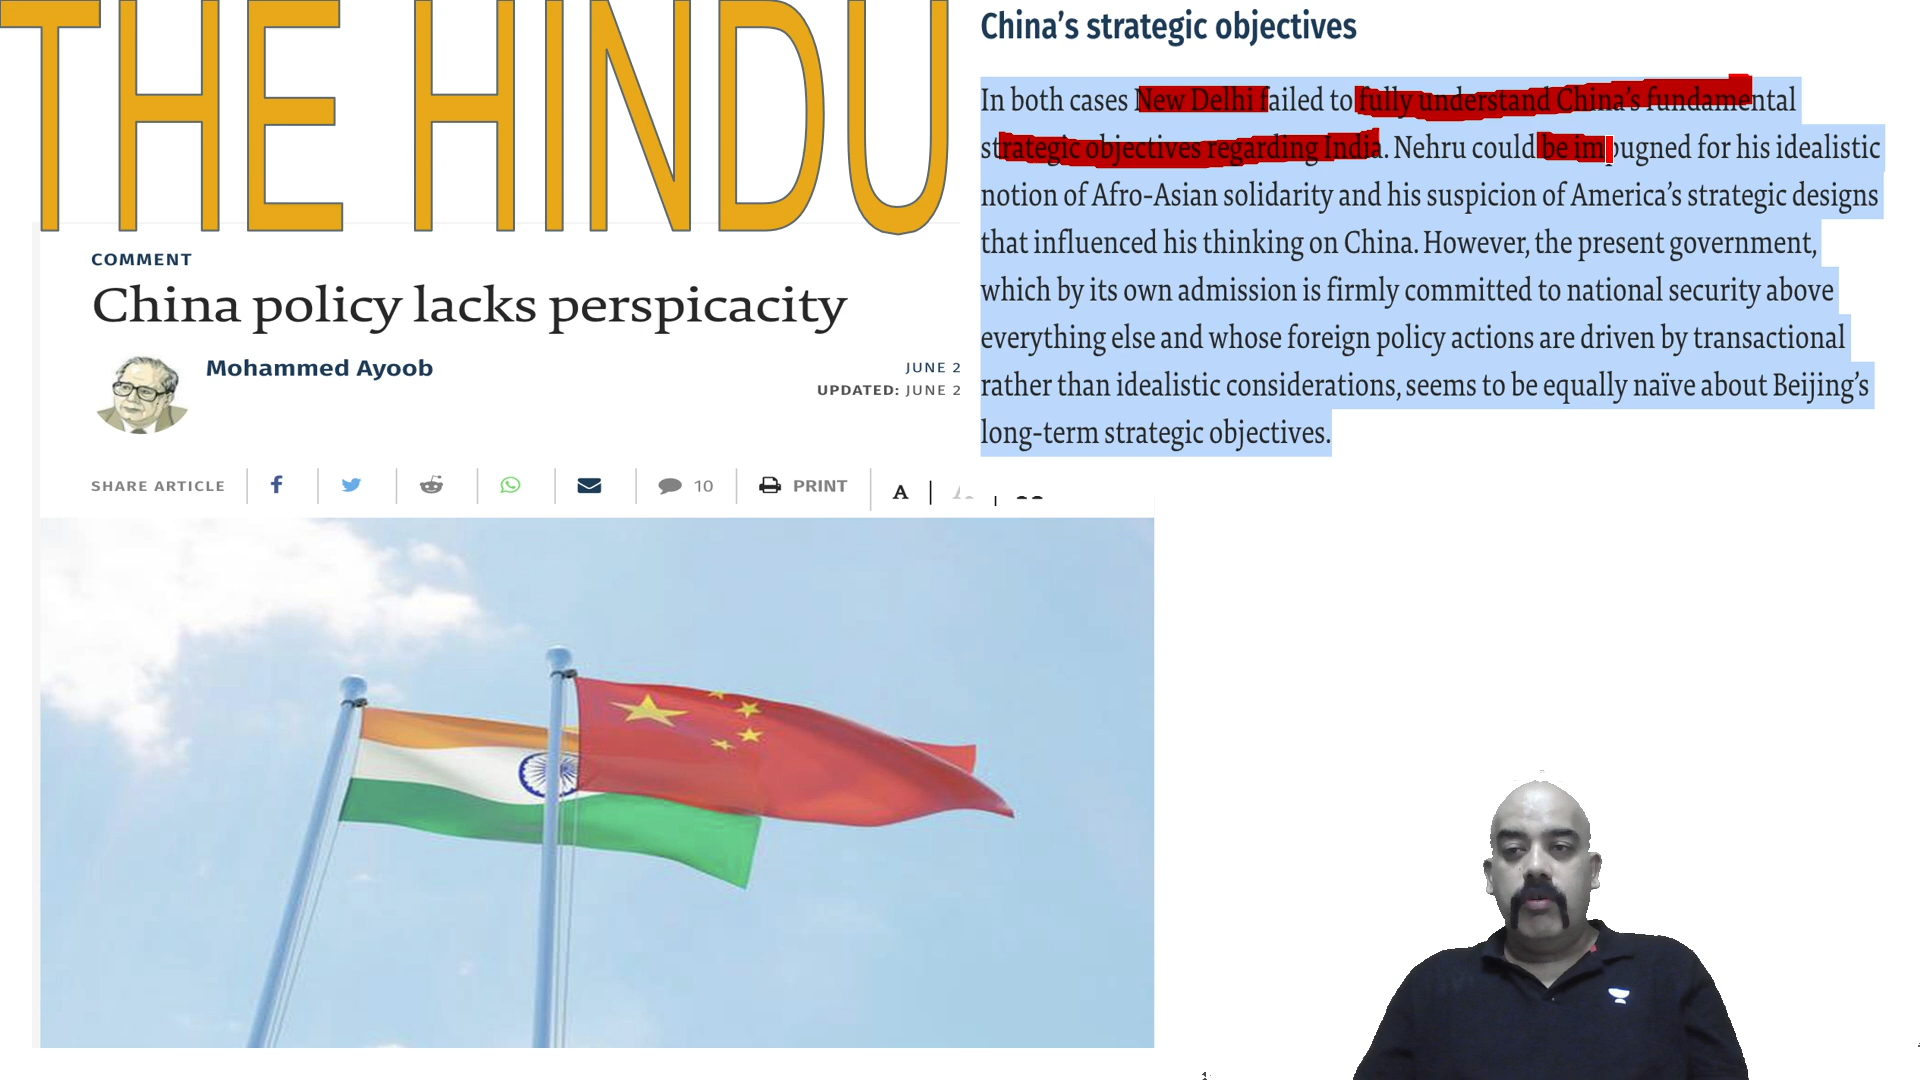 THE HINDU
COMMENT
China policy lacks perspicacity
Mohammed Ayoob
JUNE 2
UPDATED: JUNE 2
SHARE ARTICLE
10
PRINT
A
China's strategic objectives
In both cases New Delhi failed to fully understand China's fundamental
strategic objectives regarding India. Nehru could be impugned for his idealistic
notion of Afro-Asian solidarity and his suspicion of America's strategic designs
that influenced his thinking on China. However, the present government,
which by its own admission is firmly committed to national security above
everything else and whose foreign policy actions are driven by transactional
rather than idealistic considerations, seems to be equally naïve about Beijing's
long-term strategic objectives.